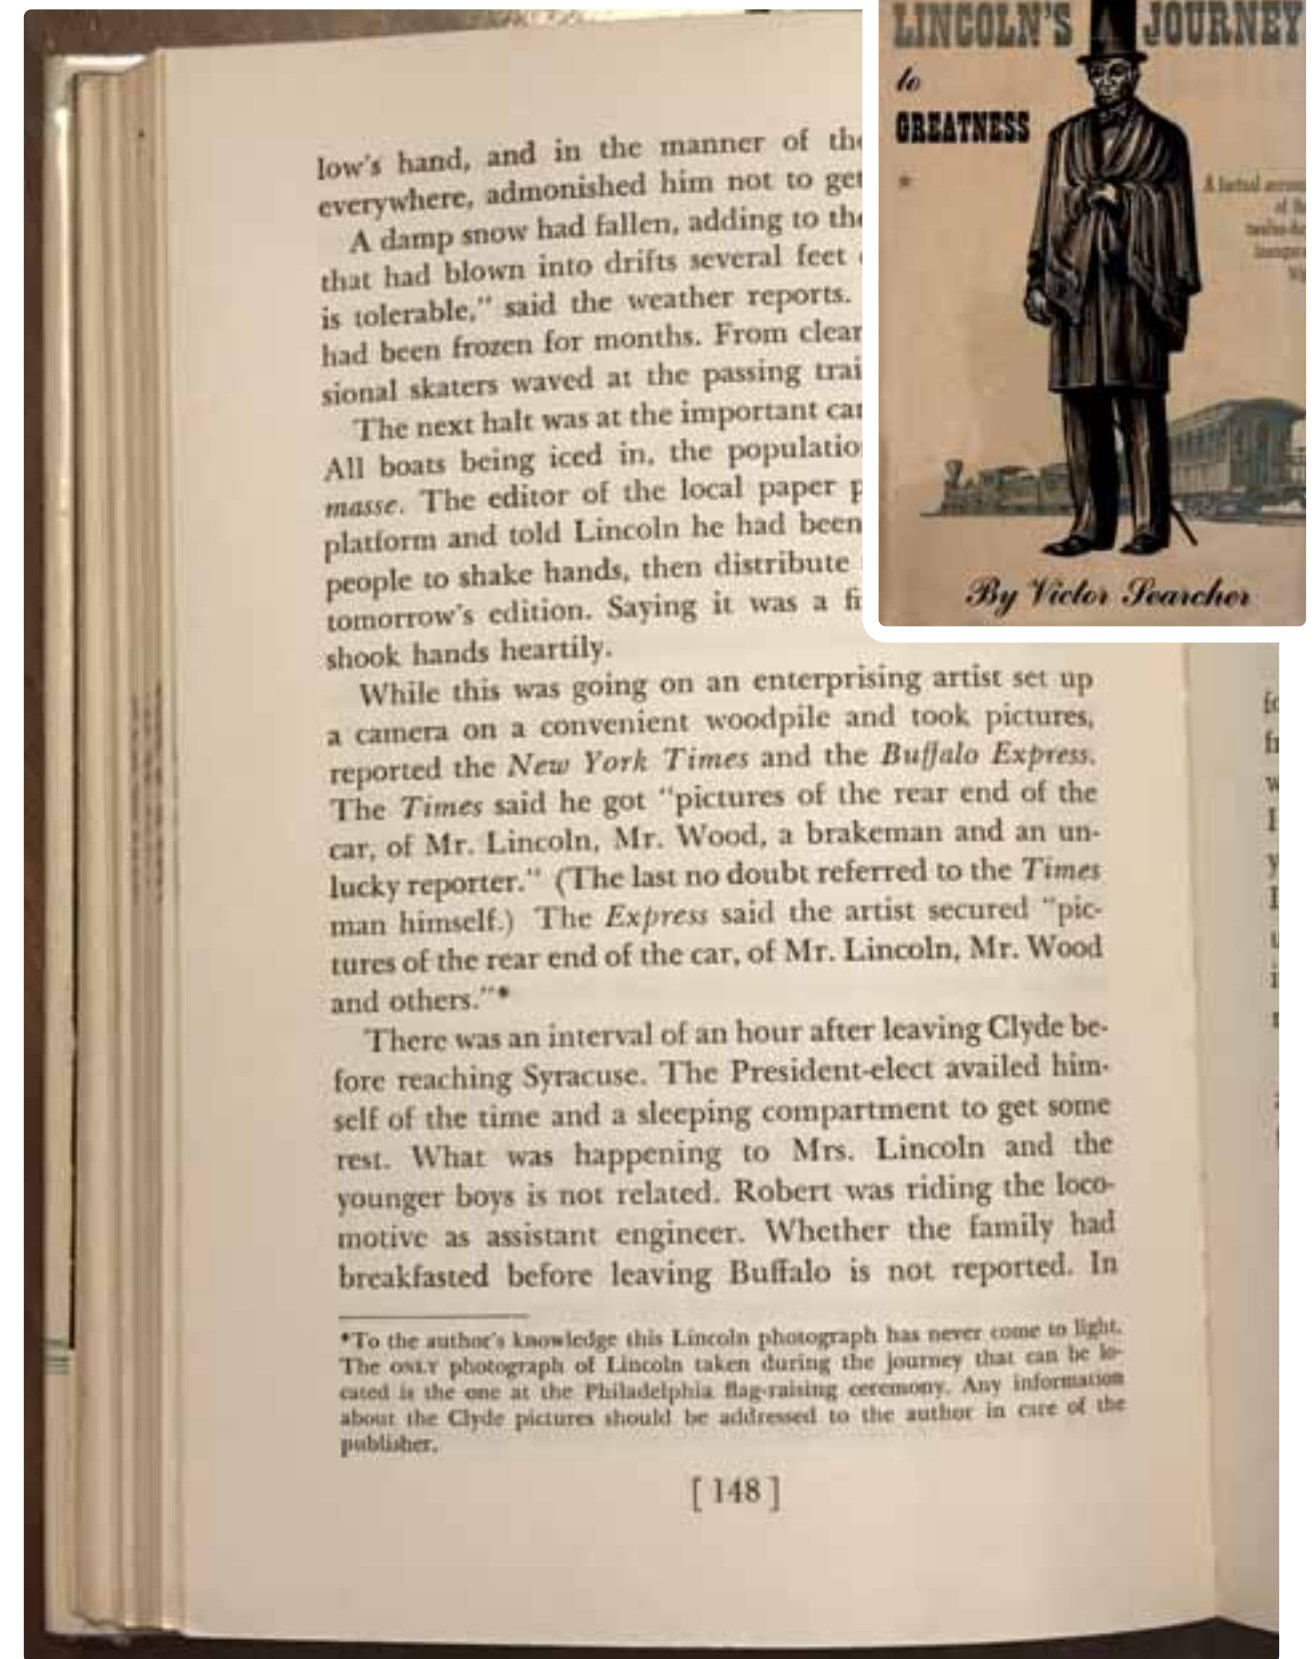 low's hand, and in the manner of the
everywhere, admonished him not to get
A damp snow had fallen, adding to the
that had blown into drifts several feet
is tolerable," said the weather reports.
had been frozen for months. From clear
sional skaters waved at the passing trai
The next halt was at the important can
All boats being iced in, the populatio
masse. The editor of the local paper p
platform and told Lincoln he had been
people to shake hands, then distribute
tomorrow's edition. Saying it was a fi
shook hands heartily.
While this was going on an enterprising artist set up
a camera on a convenient woodpile and took pictures,
reported the New York Times and the Buffalo Express.
The Times said he got "pictures of the rear end of the
car, of Mr. Lincoln, Mr. Wood, a brakeman and an un-
lucky reporter." (The last no doubt referred to the Times
man himself.) The Express said the artist secured "pic-
tures of the rear end of the car, of Mr. Lincoln, Mr. Wood
and others."*
There was an interval of an hour after leaving Clyde be-
fore reaching Syracuse. The President-elect availed him-
self of the time and a sleeping compartment to get some
rest. What was happening to Mrs. Lincoln and the
younger boys is not related. Robert was riding the loco-
motive as assistant engineer. Whether the family had
breakfasted before leaving Buffalo is not reported. In
*To the author's knowledge this Lincoln photograph has never come to light.
The ONLY photograph of Lincoln taken during the journey that can be lo-
cated is the one at the Philadelphia flag-raising ceremony. Any information
about the Clyde pictures should be addressed to the author in care of the
publisher.
[ 148 ]
LINCOLN'S JOURNEY
to
GREATNESS
A factual
of the
By Victor Searcher